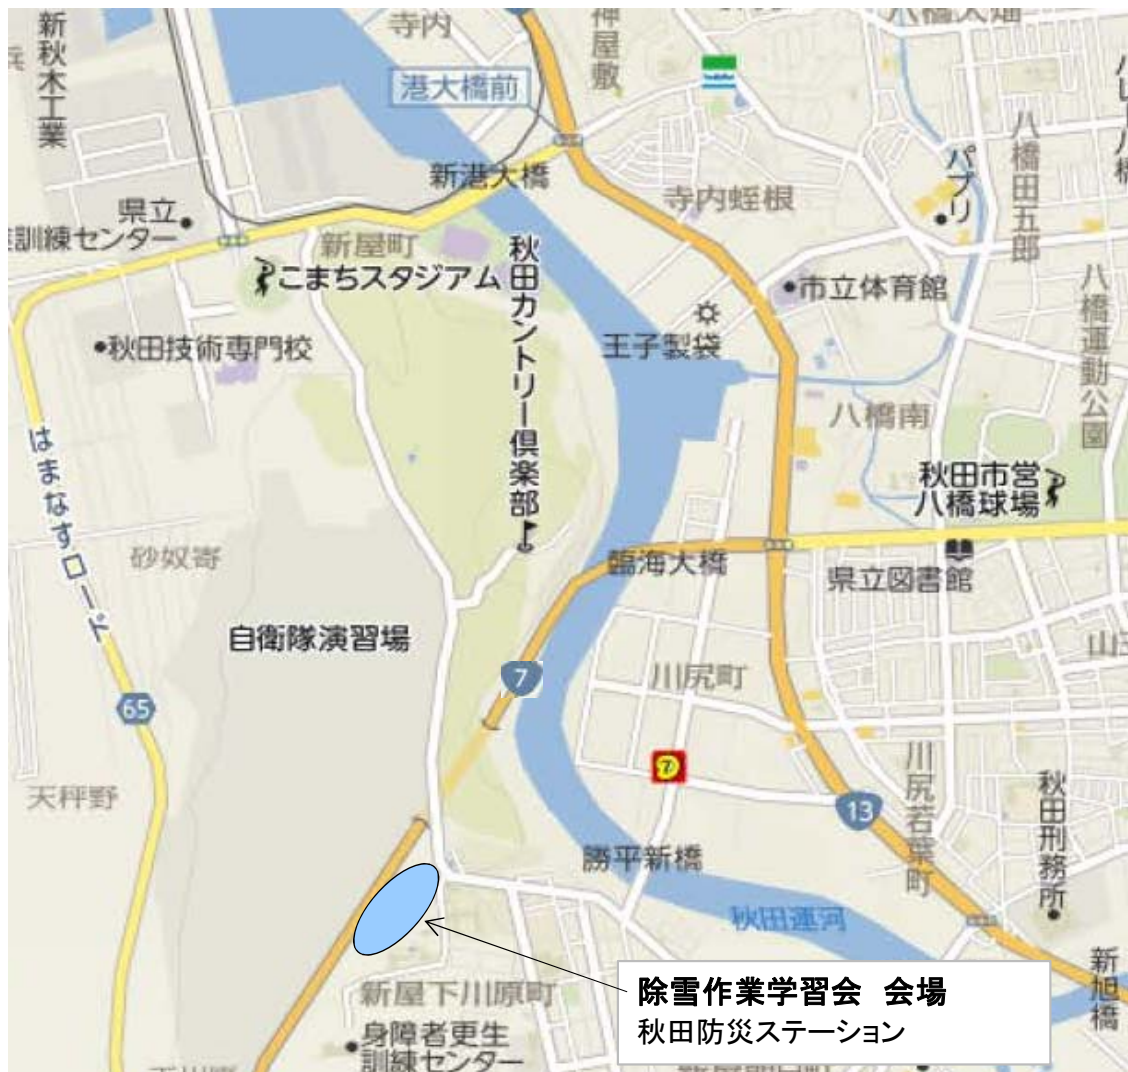 新秋木工業
寺内
神屋敷
港大橋前
新港大橋
八橋田五郎
パブリ
寺内蛭根
県立
訓練センター
新屋町
こまちスタジアム
秋田カントリー倶楽部
市立体育館
八橋運動公園
王子製袋
秋田技術専門校
八橋南
はまなすロード
秋田市営
八橋球場
砂奴寄
臨海大橋
県立図書館
自衛隊演習場
川尻町
7
65
7
川尻若葉町
天秤野
13
秋田刑務所
勝平新橋
秋田運河
新旭橋
除雪作業学習会 会場
秋田防災ステーション
新屋下川原町
身障者更生
訓練センター